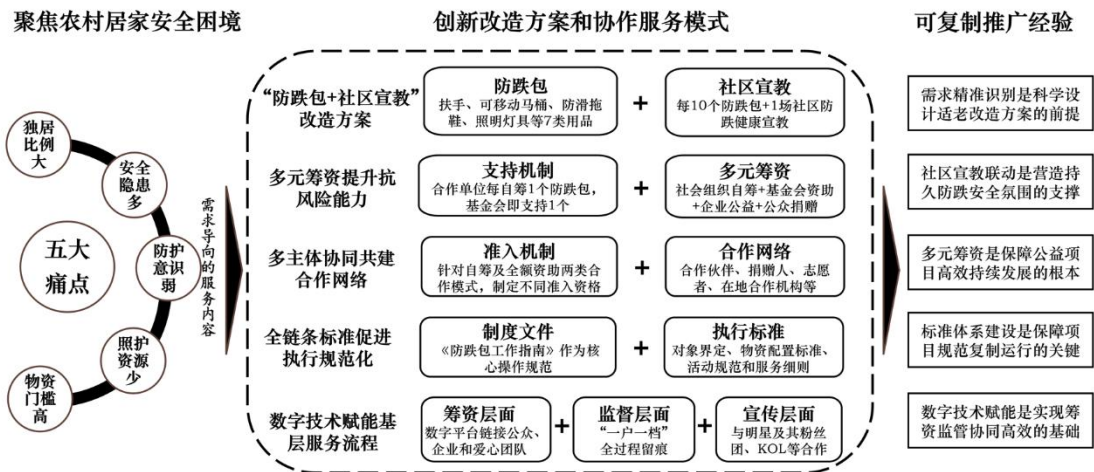 聚焦农村居家安全困境
创新改造方案和协作服务模式
可复制推广经验
独居
比例
大
安全
隐患
多
防护
意识
弱
照护
资源
少
物资
门槛
高
五大
痛点
需求导向的服务内容
“防跌包+社区宣教”
改造方案
防跌包
扶手、可移动马桶、防滑拖
鞋、照明灯具等7类用品
+
社区宣教
每10个防跌包+1场社区防
跌健康宣教
多元筹资提升抗
风险能力
支持机制
合作单位每自筹1个防跌包，
基金会即支持1个
+
多元筹资
社会组织自筹+基金会资助
+企业公益+公众捐赠
多主体协同共建
合作网络
准入机制
针对自筹及全额资助两类合
作模式，制定不同准入资格
+
合作网络
合作伙伴、捐赠人、志愿
者、在地合作机构等
全链条标准促进
执行规范化
制度文件
《防跌包工作指南》作为核
心操作规范
+
执行标准
对象界定、物资配置标准、
活动规范和服务细则
数字技术赋能基
层服务流程
筹资层面
数字平台链接公众、
企业和爱心团队
+
监督层面
“一户一档”
全过程留痕
+
宣传层面
与明星及其粉丝
团、KOL等合作
需求精准识别是科学设
计适老改造方案的前提
社区宣教联动是营造持
久防跌安全氛围的支撑
多元筹资是保障公益项
目高效持续发展的根本
标准体系建设是保障项
目规范复制运行的关键
数字技术赋能是实现筹
资监管协同高效的基础